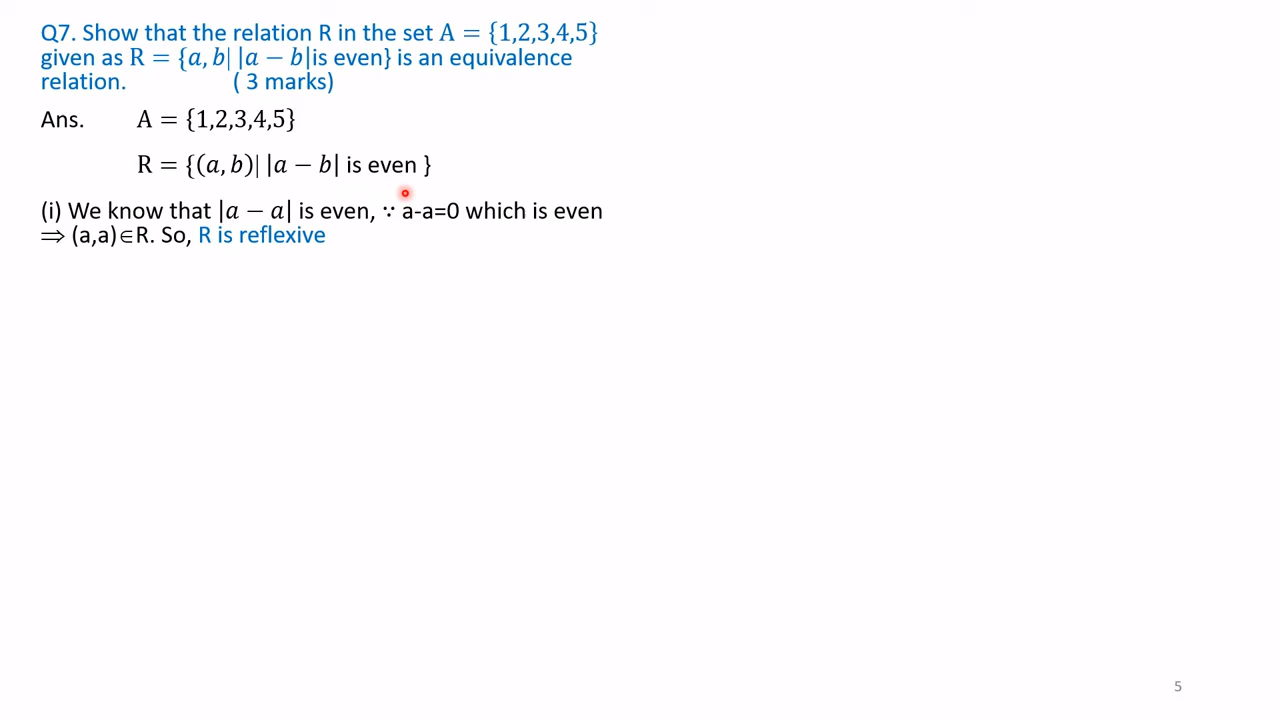 Q7. Show that the relation R in the set A = {1,2,3,4,5}
given as R = {𝑎, 𝑏| |𝑎 − 𝑏|is even} is an equivalence
relation. ( 3 marks)
Ans. A = {1,2,3,4,5}
R = {(𝑎, 𝑏)| |𝑎 − 𝑏| is even }
(i) We know that |𝑎 − 𝑎| is even, ∵ a-a=0 which is even
⟹ (a,a)∈R. So, R is reflexive
5